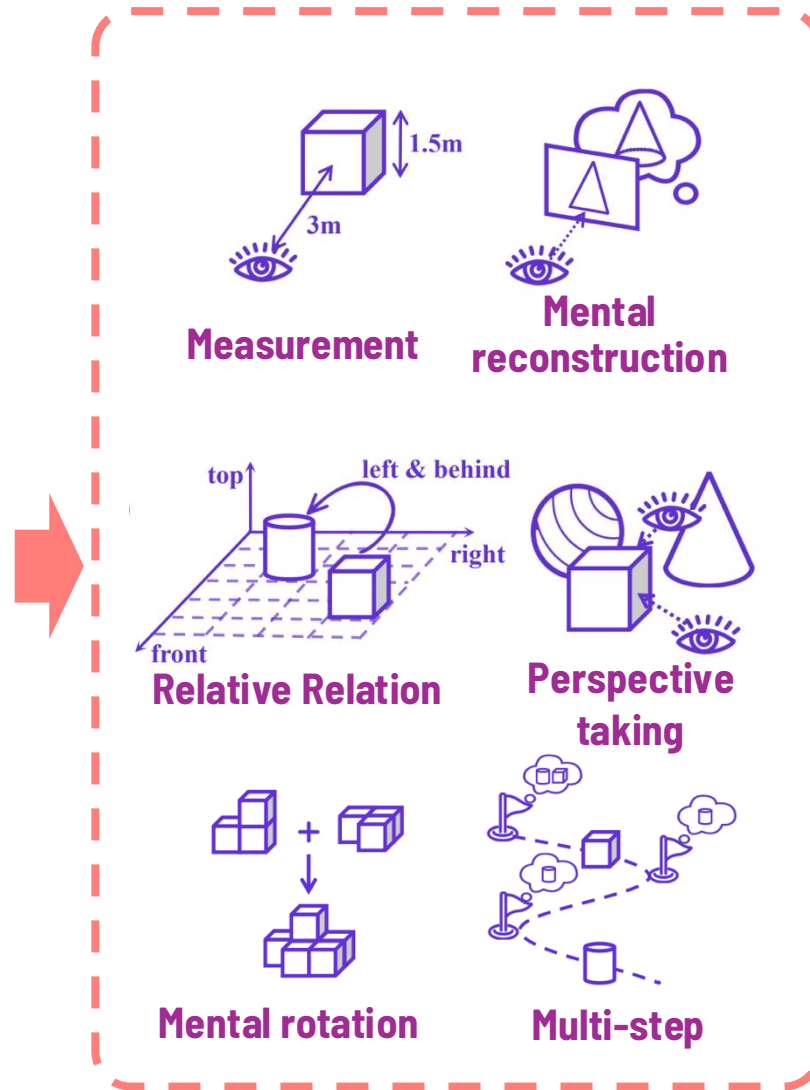 1.5m
3m
Measurement
Mental
reconstruction
top
left & behind
right
front
Relative Relation
Perspective
taking
+
Mental rotation
Multi-step